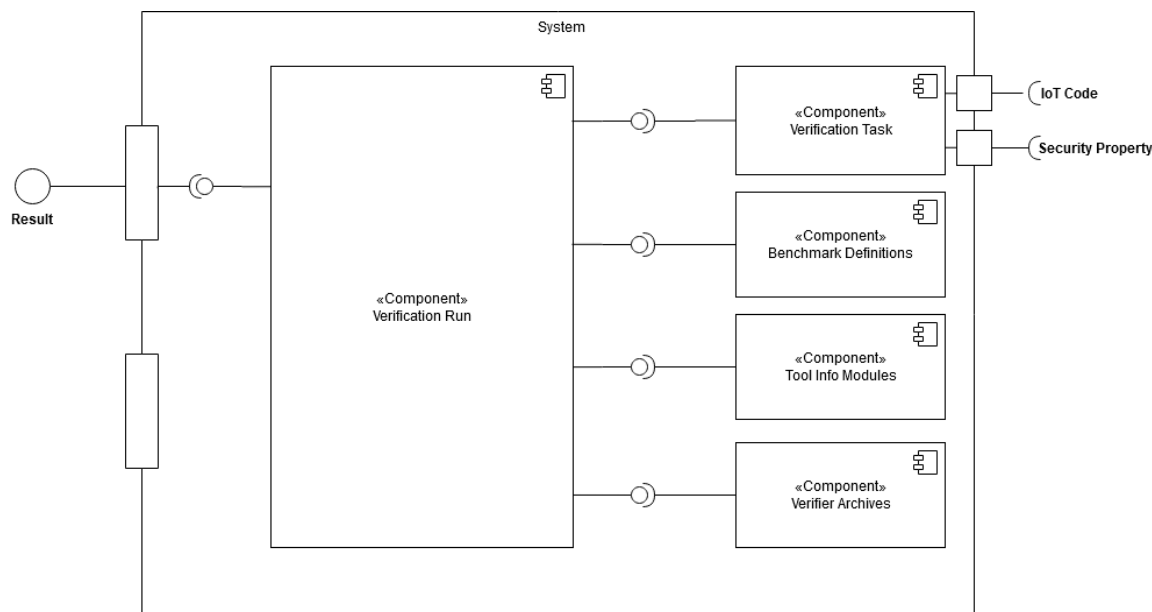 System
«Component»
Verification Task
IoT Code
Security Property
Result
«Component»
Benchmark Definitions
«Component»
Verification Run
«Component»
Tool Info Modules
«Component»
Verifier Archives